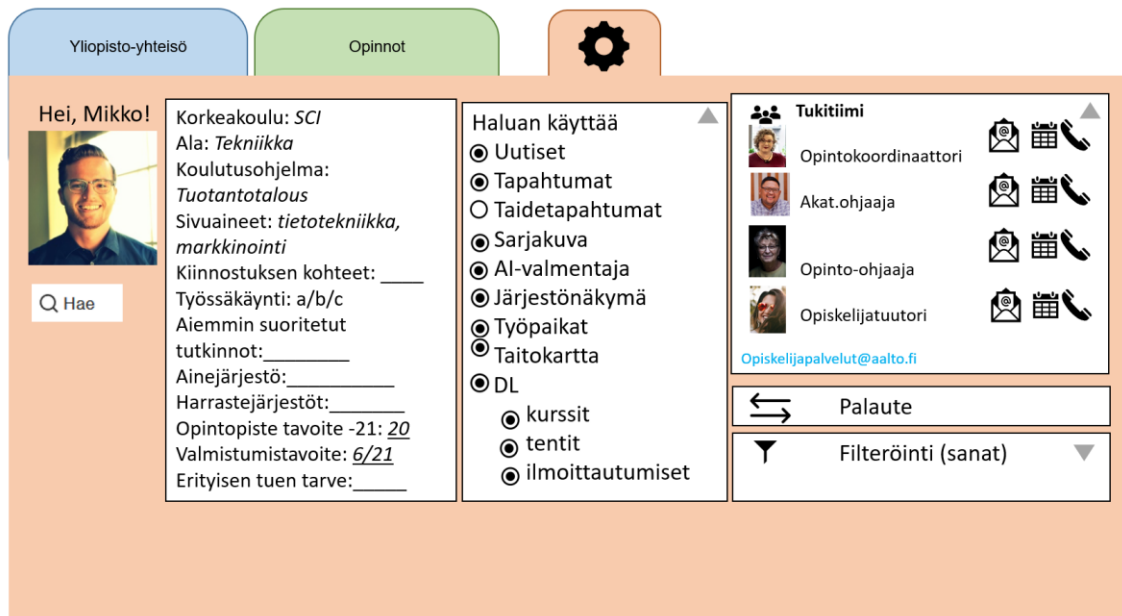 Yliopisto-yhteisö
Opinnot
Hei, Mikko!
Hae
Korkeakoulu: SCI
Ala: Tekniikka
Koulutusohjelma:
Tuotantotalous
Sivuaineet: tietotekniikka,
markkinointi
Kiinnostuksen kohteet: ____
Työssäkäynti: a/b/c
Aiemmin suoritetut
tutkinnot:________
Ainejärjestö:__________
Harrastejärjestöt:_______
Opintopiste tavoite -21: 20
Valmistumistavoite: 6/21
Erityisen tuen tarve:_____
Haluan käyttää
Uutiset
Tapahtumat
Taidetapahtumat
Sarjakuva
AI-valmentaja
Järjestönäkymä
Työpaikat
Taitokartta
DL
kurssit
tentit
ilmoittautumiset
Tukitiimi
Opintokoordinaattori
Akat.ohjaaja
Opinto-ohjaaja
Opiskelijatuutori
Opiskelijapalvelut@aalto.fi
Palaute
Filteröinti (sanat)